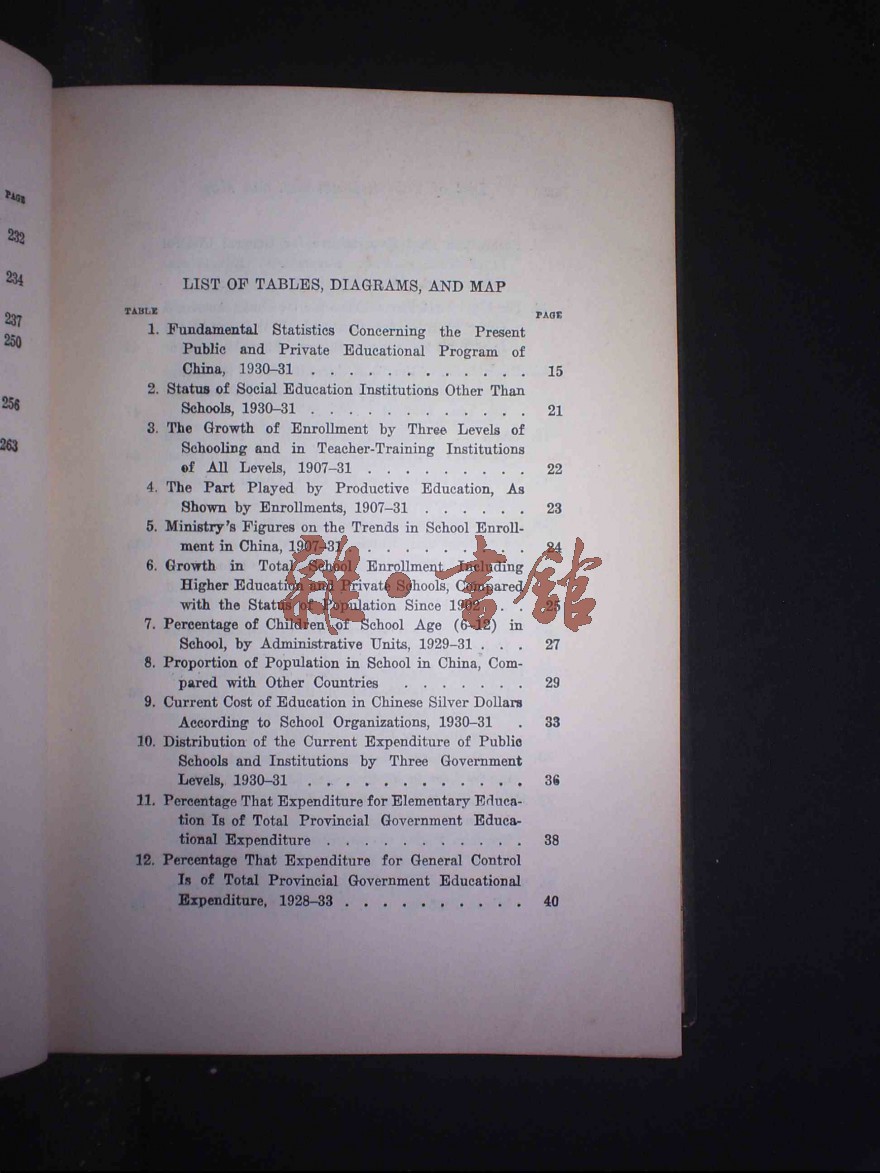 PAGE
232
234
237
250
256
263
LIST OF TABLES, DIAGRAMS, AND MAP
TABLE PAGE
1. Fundamental Statistics Concerning the Present
Public and Private Educational Program of
China, 1930–31 . . . . . . . . . . . . 15
2. Status of Social Education Institutions Other Than
Schools, 1930–31 . . . . . . . . . . . . 21
3. The Growth of Enrollment by Three Levels of
Schooling and in Teacher-Training Institutions
of All Levels, 1907–31 . . . . . . . . . 22
4. The Part Played by Productive Education, As
Shown by Enrollments, 1907–31 . . . . . . 23
5. Ministry's Figures on the Trends in School Enroll-
ment in China, 1907–31 . . . . . . . . . 24
6. Growth in Total School Enrollment Including
Higher Education and Private Schools, Compared
with the Status of Population Since 1902 . . 25
7. Percentage of Children of School Age (6–12) in
School, by Administrative Units, 1929–31 . . . 27
8. Proportion of Population in School in China, Com-
pared with Other Countries . . . . . . . 29
9. Current Cost of Education in Chinese Silver Dollars
According to School Organizations, 1930–31 . 33
10. Distribution of the Current Expenditure of Public
Schools and Institutions by Three Government
Levels, 1930–31 . . . . . . . . . . . . 36
11. Percentage That Expenditure for Elementary Educa-
tion Is of Total Provincial Government Educa-
tional Expenditure . . . . . . . . . . . 38
12. Percentage That Expenditure for General Control
Is of Total Provincial Government Educational
Expenditure, 1928–33 . . . . . . . . . . 40
雜·書館